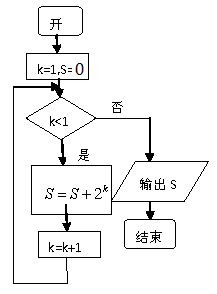 开
k=1,S=0
k<1
否
是
S=S+2^k
输出 S
k=k+1
结束